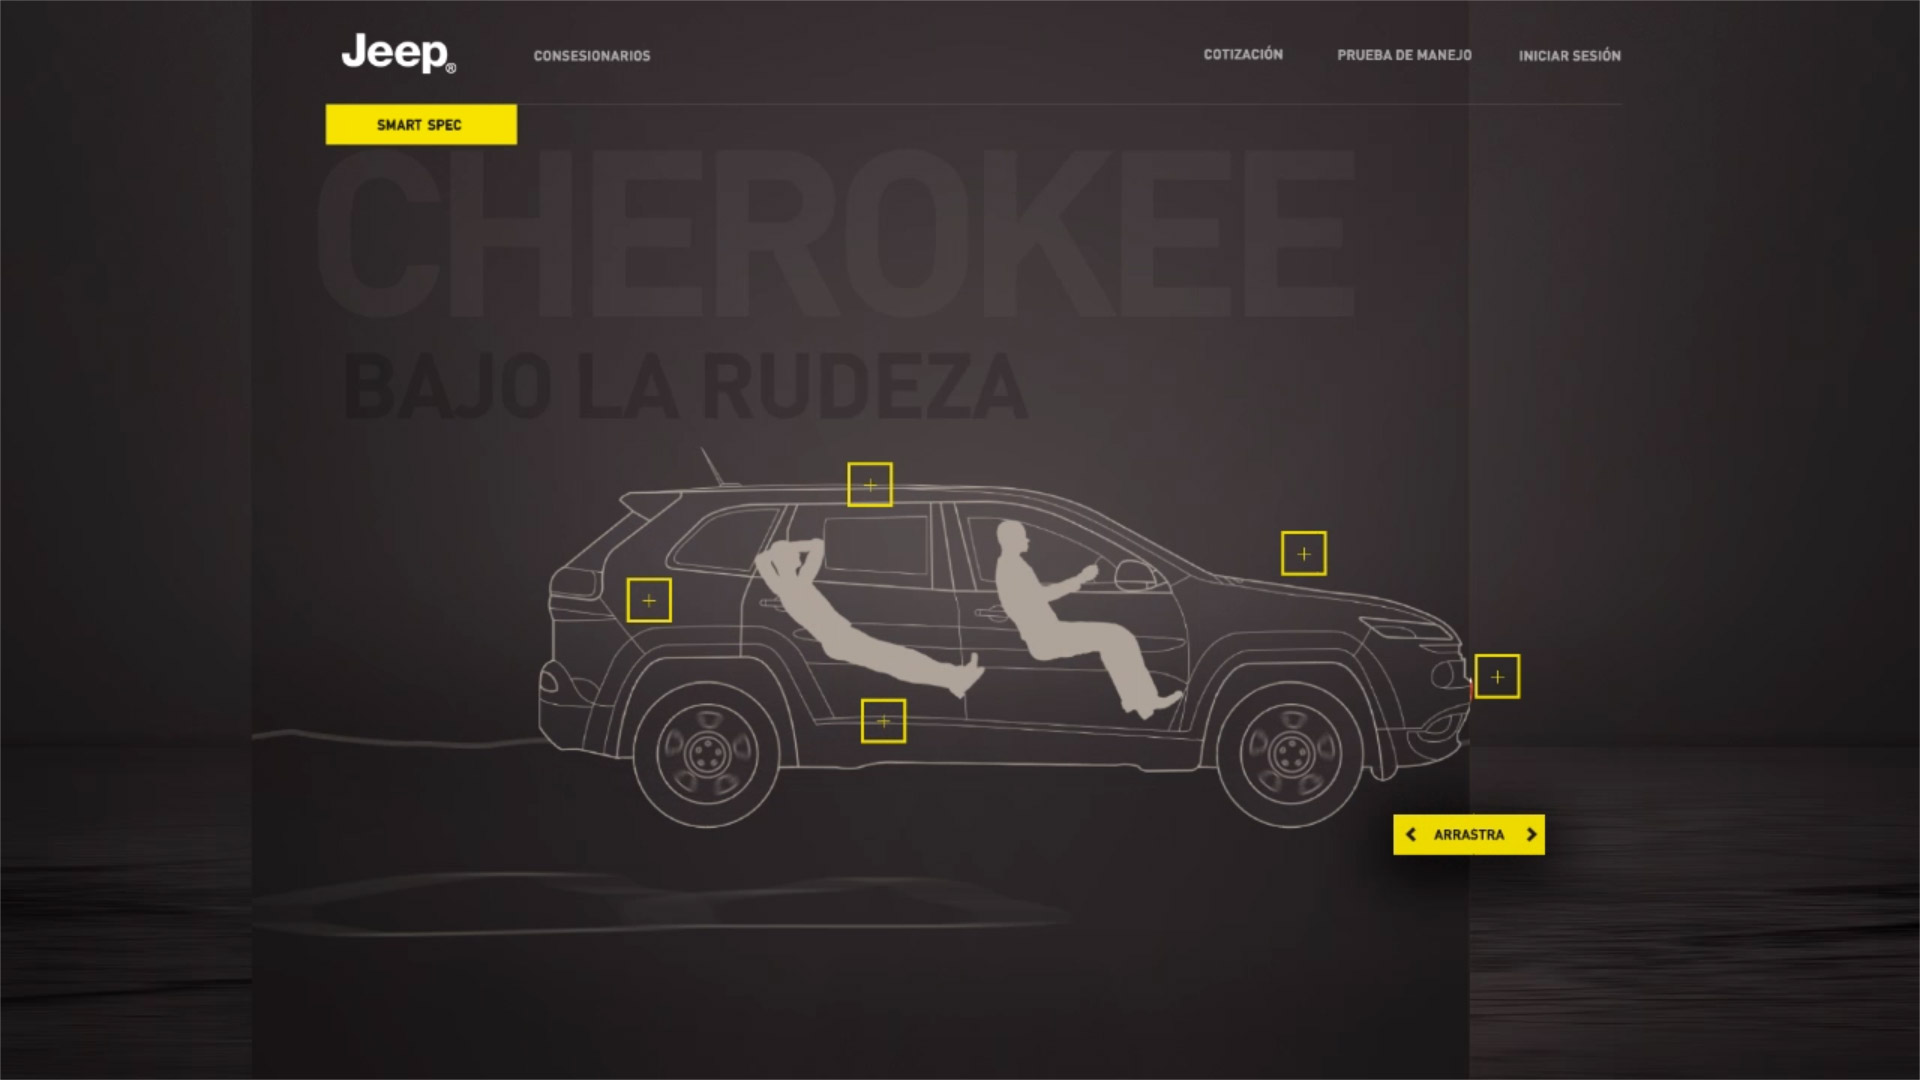 Jeep®
CONSESIONARIOS
COTIZACIÓN
PRUEBA DE MANEJO
INICIAR SESIÓN
SMART SPEC
CHEROKEE
BAJO LA RUDEZA
ARRASTRA